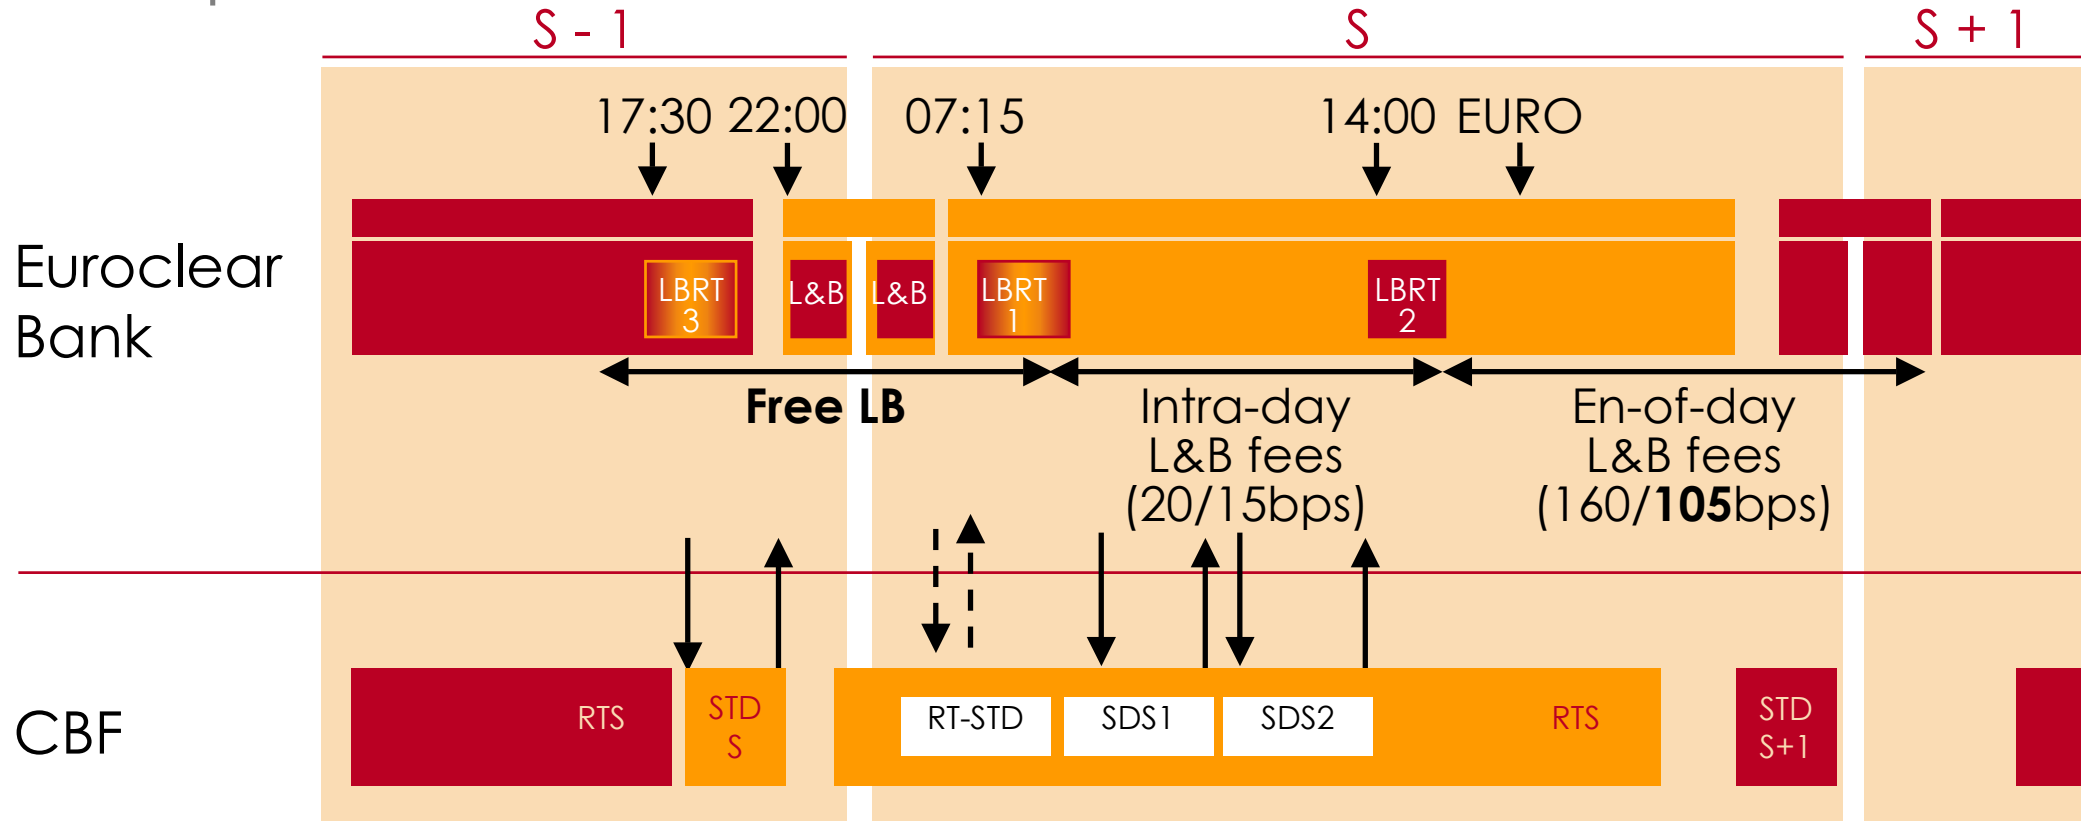 S - 1
S
S + 1
17:30
22:00
07:15
14:00
EURO
Euroclear
Bank
LBRT
3
L&B
L&B
LBRT
1
LBRT
2
Free LB
Intra-day
L&B fees
(20/15bps)
En-of-day
L&B fees
(160/105bps)
CBF
RTS
STD
S
RT-STD
SDS1
SDS2
RTS
STD
S+1